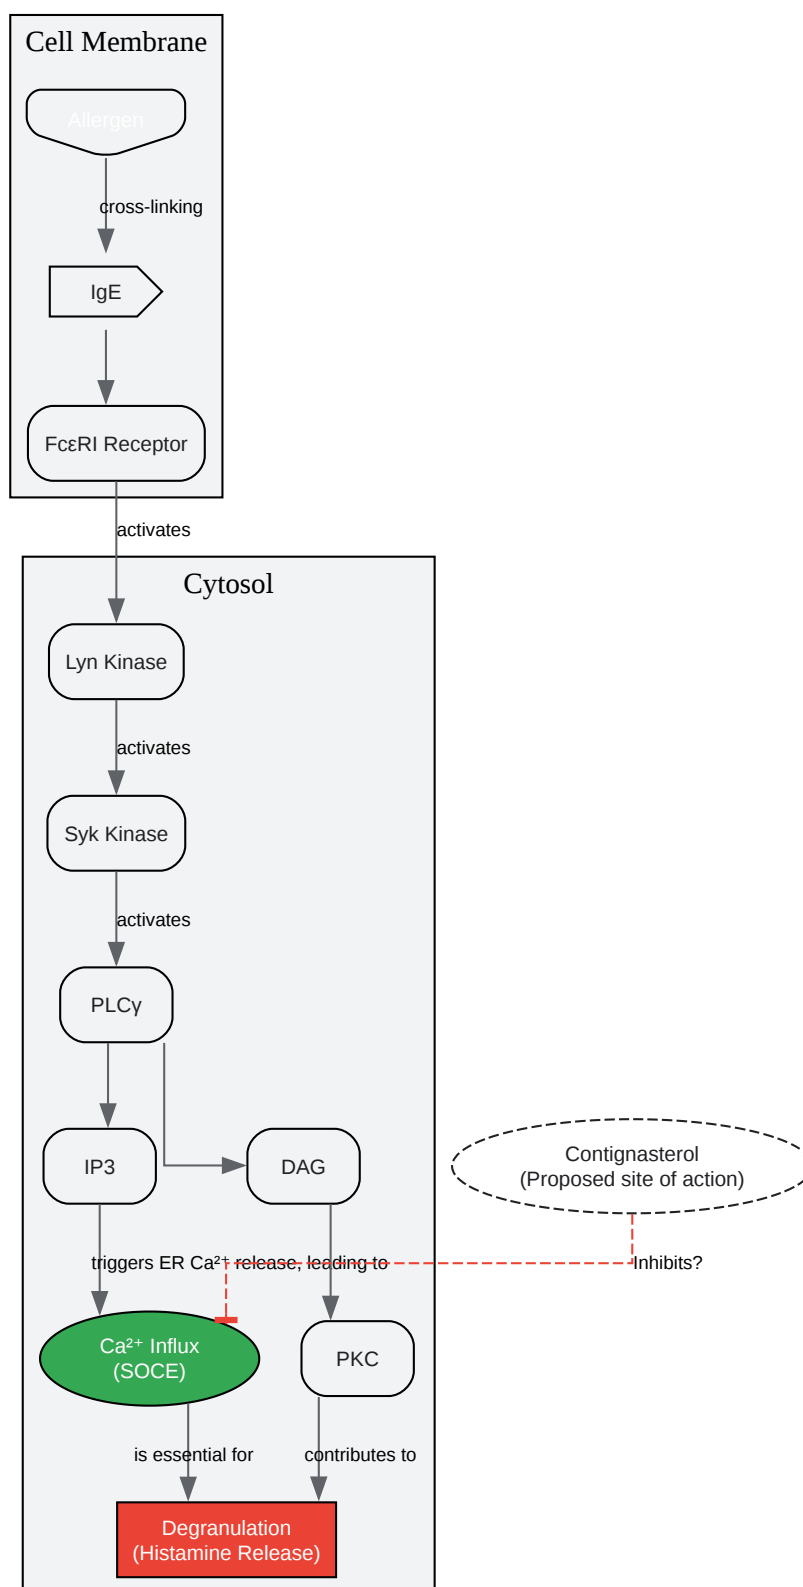 Cell Membrane
Allergen
cross-linking
IgE
FcεRI Receptor
activates
Cytosol
Lyn Kinase
activates
Syk Kinase
activates
PLCγ
IP3
DAG
Contignasterol
(Proposed site of action)
triggers ER Ca²⁺ release, leading to
Inhibits?
Ca²⁺ Influx
(SOCE)
PKC
is essential for
contributes to
Degranulation
(Histamine Release)